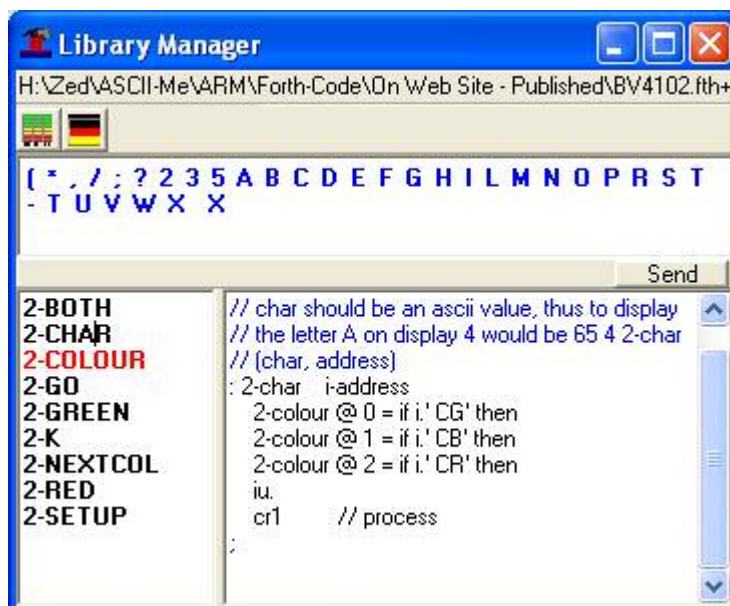 Library Manager
H:\Zed\ASCII-Me\ARM\Forth-Code\On Web Site - Published\BV4102.fth+
( * , / ; ? 2 3 5 A B C D E F G H I L M N O P R S T
- T U V W X X
Send
2-BOTH
2-CHAR
2-COLOUR
2-GO
2-GREEN
2-K
2-NEXTCOL
2-RED
2-SETUP
// char should be an ascii value, thus to display
// the letter A on display 4 would be 65 4 2-char
// (char, address)
: 2-char i-address
2-colour @ 0 = if i.' CG' then
2-colour @ 1 = if i.' CB' then
2-colour @ 2 = if i.' CR' then
iu.
cr1 // process
;